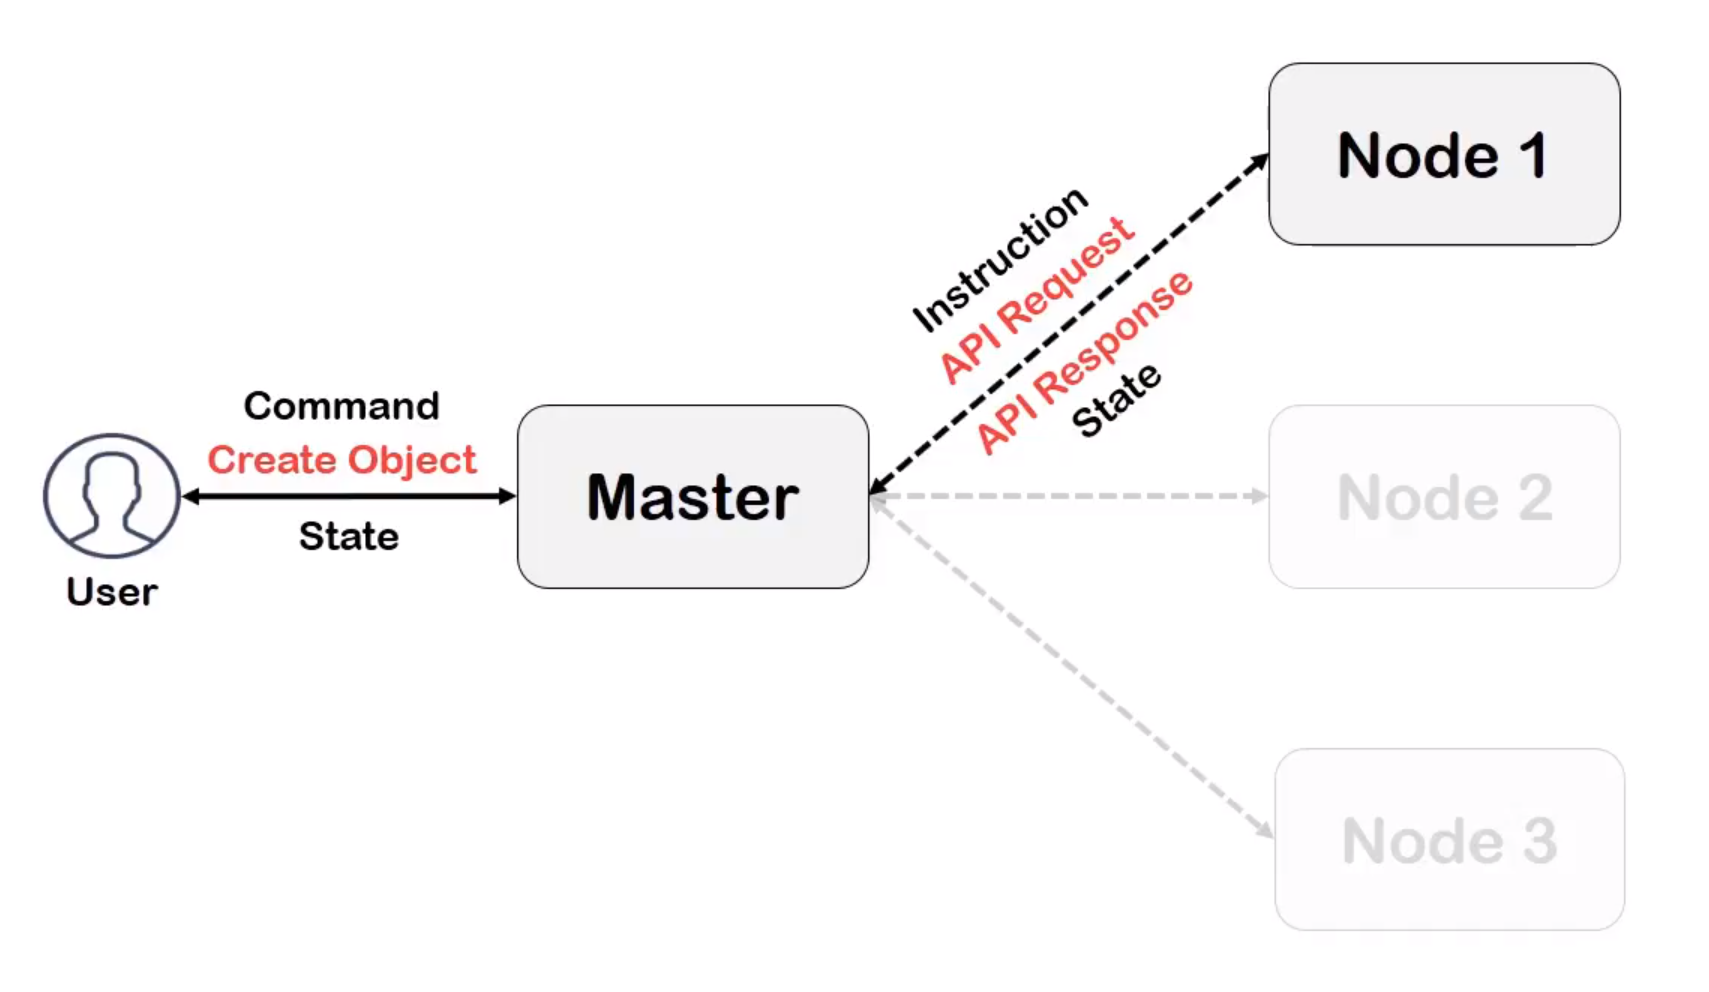 Command
Create Object
State
User
Master
Instruction
API Request
API Response
State
Node 1
Node 2
Node 3